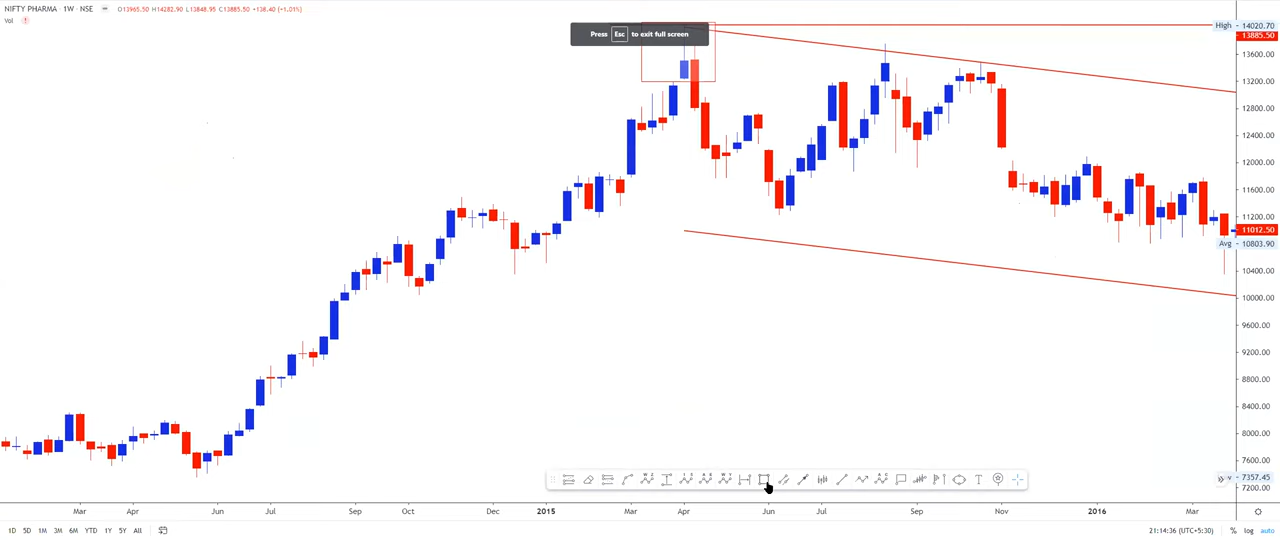 NIFTY PHARMA • 1W • NSE O13965.50 H14282.90 L13848.95 C13885.50 +138.40 (+1.01%)
Vol
Press Esc to exit full screen
High 14020.70
13885.50
13600.00
13200.00
12800.00
12400.00
12000.00
11600.00
11200.00
11012.50
Avg 10803.90
10400.00
10000.00
9600.00
9200.00
8800.00
8400.00
8000.00
7600.00
7357.45
7200.00
Mar Apr Jun Jul Sep Oct Dec 2015 Mar Apr Jun Jul Sep Nov 2016 Mar
1D 5D 1M 3M 6M YTD 1Y 5Y All 21:14:36 (UTC+5:30) % log auto